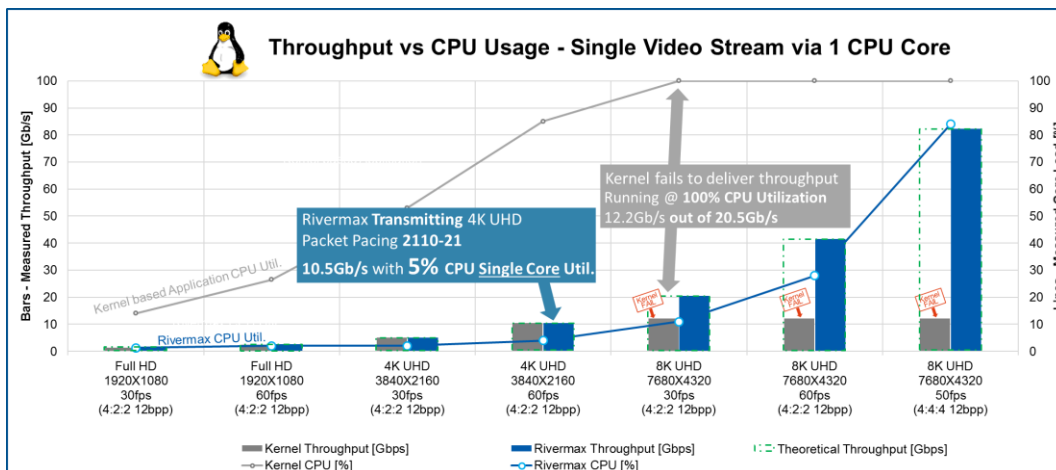 Throughput vs CPU Usage - Single Video Stream via 1 CPU Core
Bars - Measured Throughput [Gb/s]
100
90
80
70
60
50
40
30
20
10
0
Kernel based Application CPU Util.
Rivermax CPU Util.
Rivermax Transmitting 4K UHD
Packet Pacing 2110-21
10.5Gb/s with 5% CPU Single Core Util.
Kernel fails to deliver throughput
Running @ 100% CPU Utilization
12.2Gb/s out of 20.5Gb/s
Kernel
FAIL
Kernel
FAIL
Kernel
FAIL
100
90
80
70
60
50
40
30
20
10
0
Measured Core Load [%]
Full HD
1920X1080
30fps
(4:2:2 12bpp)
Full HD
1920X1080
60fps
(4:2:2 12bpp)
4K UHD
3840X2160
30fps
(4:2:2 12bpp)
4K UHD
3840X2160
60fps
(4:2:2 12bpp)
8K UHD
7680X4320
30fps
(4:2:2 12bpp)
8K UHD
7680X4320
60fps
(4:2:2 12bpp)
8K UHD
7680X4320
50fps
(4:4:4 12bpp)
Kernel Throughput [Gbps]
Rivermax Throughput [Gbps]
Theoretical Throughput [Gbps]
Kernel CPU [%]
Rivermax CPU [%]